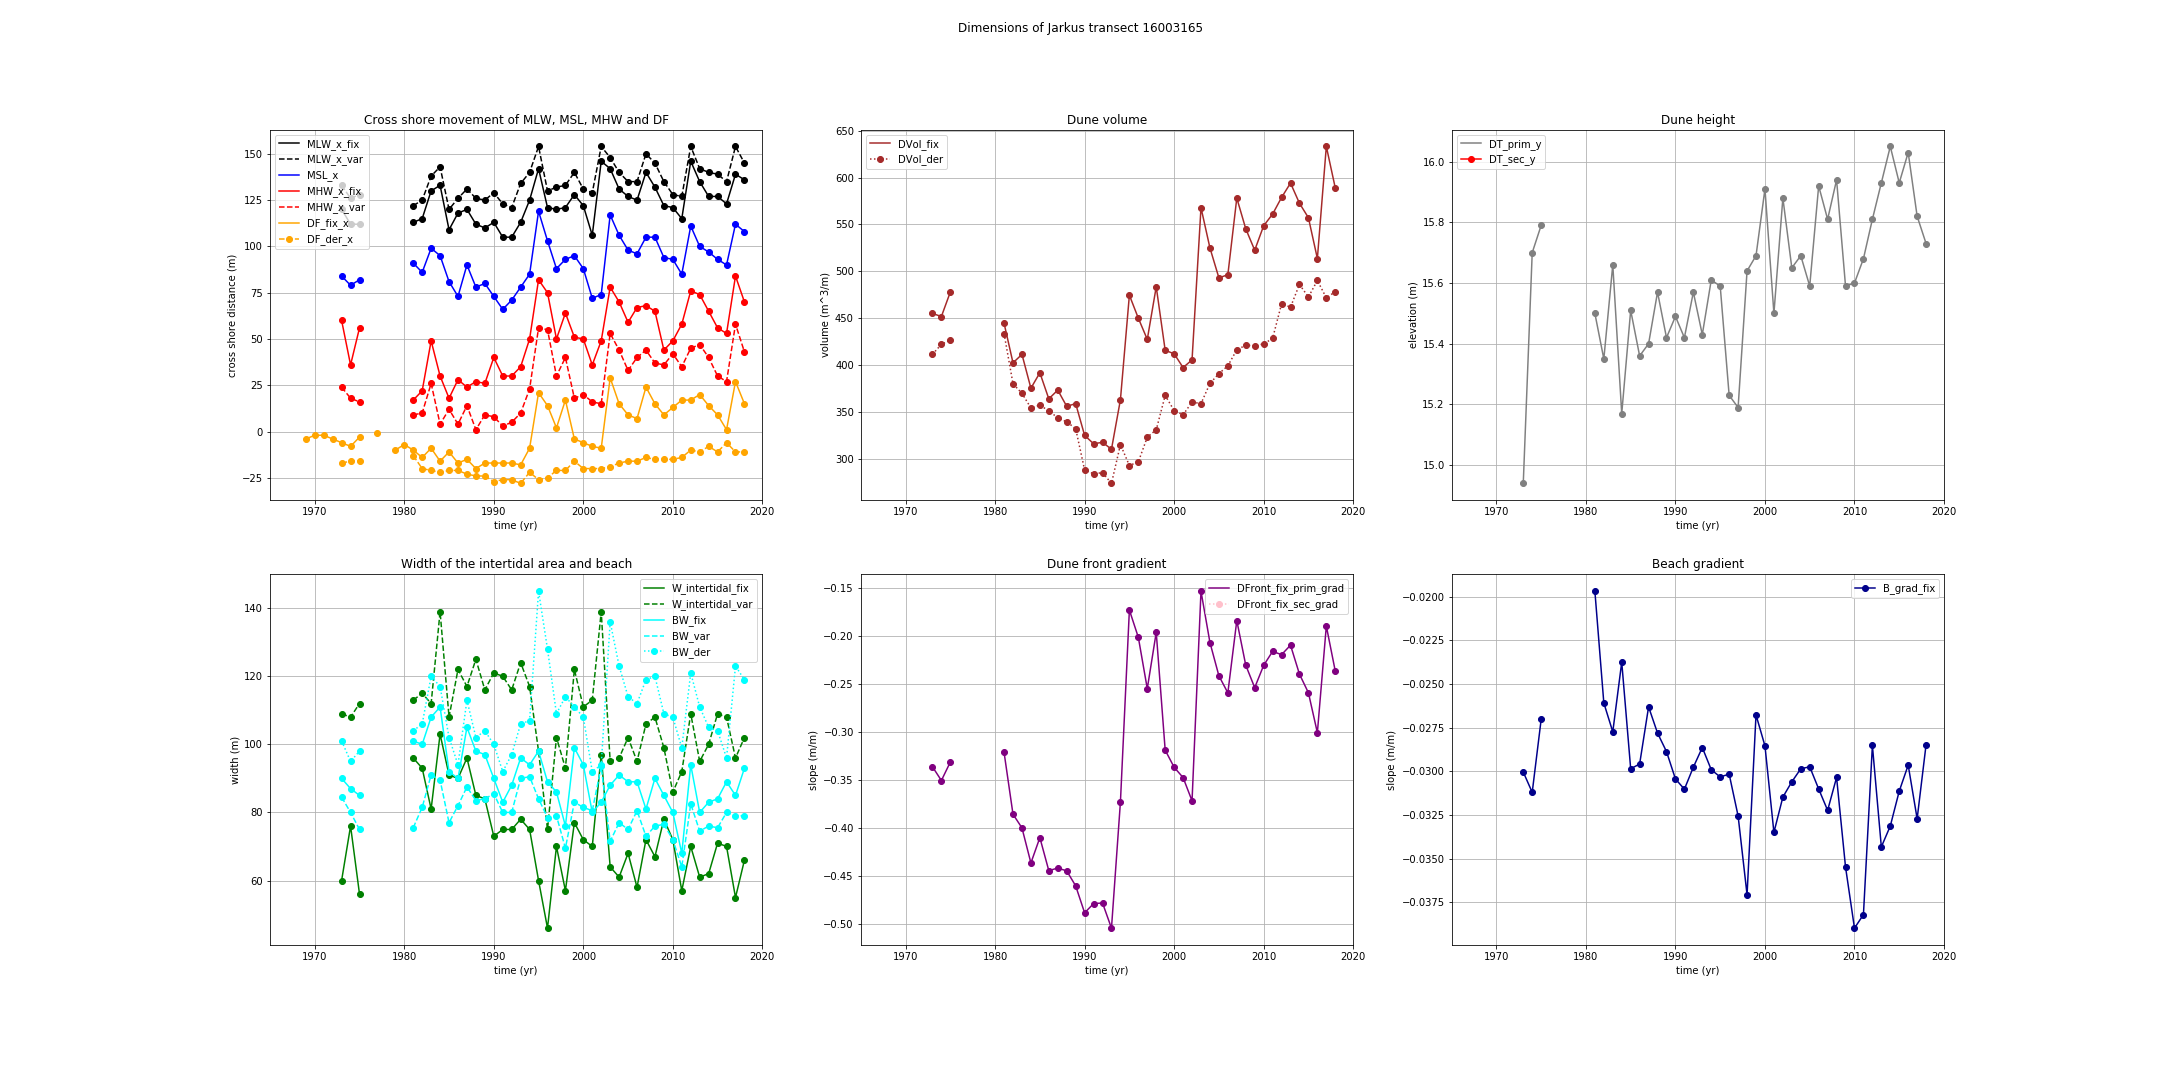 Dimensions of Jarkus transect 16003165
Cross shore movement of MLW, MSL, MHW and DF
MLW_x_fix
MLW_x_var
MSL_x
MHW_x_fix
MHW_x_var
DF_fix_x
DF_der_x
150
125
100
75
50
25
0
−25
cross shore distance (m)
1970 1980 1990 2000 2010 2020
time (yr)
Dune volume
DVol_fix
DVol_der
650
600
550
500
450
400
350
300
volume (m^3/m)
1970 1980 1990 2000 2010 2020
time (yr)
Dune height
DT_prim_y
DT_sec_y
16.0
15.8
15.6
15.4
15.2
15.0
elevation (m)
1970 1980 1990 2000 2010 2020
time (yr)
Width of the intertidal area and beach
W_intertidal_fix
W_intertidal_var
BW_fix
BW_var
BW_der
140
120
100
80
60
width (m)
1970 1980 1990 2000 2010 2020
time (yr)
Dune front gradient
DFront_fix_prim_grad
DFront_fix_sec_grad
−0.15
−0.20
−0.25
−0.30
−0.35
−0.40
−0.45
−0.50
slope (m/m)
1970 1980 1990 2000 2010 2020
time (yr)
Beach gradient
B_grad_fix
−0.0200
−0.0225
−0.0250
−0.0275
−0.0300
−0.0325
−0.0350
−0.0375
slope (m/m)
1970 1980 1990 2000 2010 2020
time (yr)